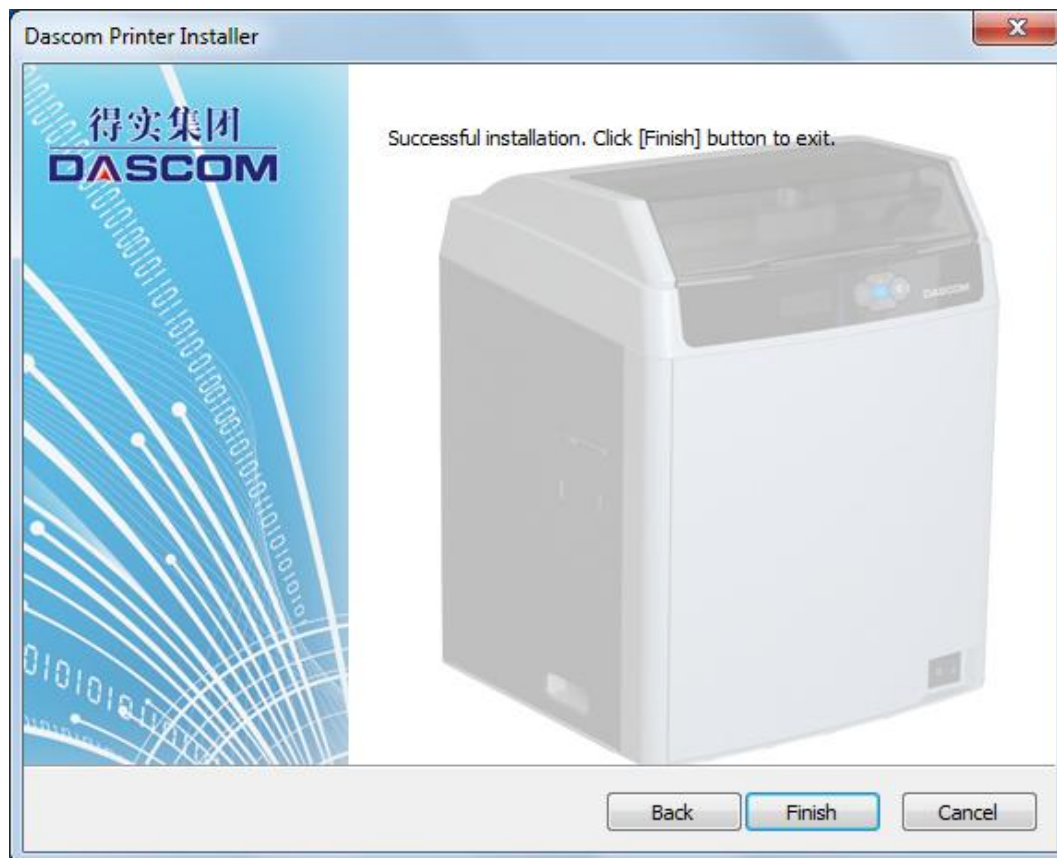 Dascom Printer Installer
得实集团
DASCOM
Successful installation. Click [Finish] button to exit.
DASCOM
Back
Finish
Cancel